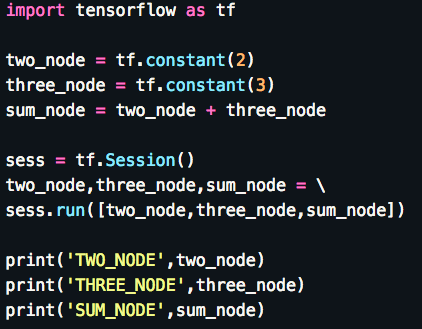 import tensorflow as tf
two_node = tf.constant(2)
three_node = tf.constant(3)
sum_node = two_node + three_node
sess = tf.Session()
two_node,three_node,sum_node = \
sess.run([two_node,three_node,sum_node])
print('TWO_NODE',two_node)
print('THREE_NODE',three_node)
print('SUM_NODE',sum_node)